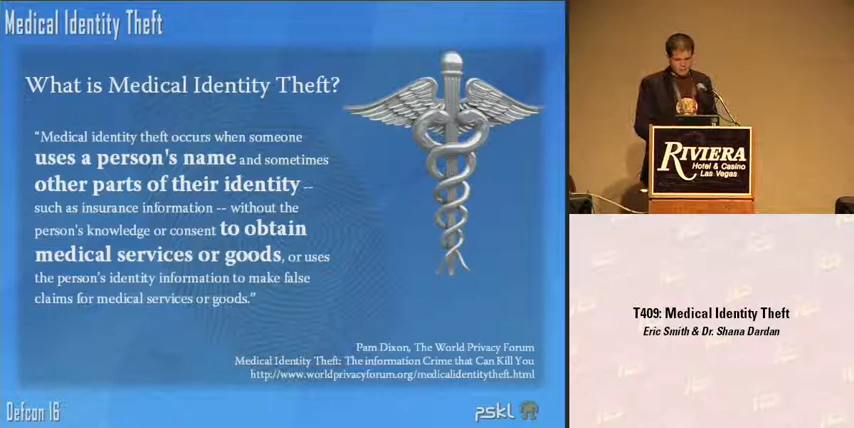 Medical Identity Theft
What is Medical Identity Theft?
“Medical identity theft occurs when someone
uses a person's name and sometimes
other parts of their identity --
such as insurance information -- without the
person's knowledge or consent to obtain
medical services or goods, or uses
the person’s identity information to make false
claims for medical services or goods.”
Pam Dixon, The World Privacy Forum
Medical Identity Theft: The information Crime that Can Kill You
http://www.worldprivacyforum.org/medicalidentitytheft.html
Defcon 16
pskl
RIVIERA
Hotel & Casino
Las Vegas
T409: Medical Identity Theft
Eric Smith & Dr. Shana Dardan